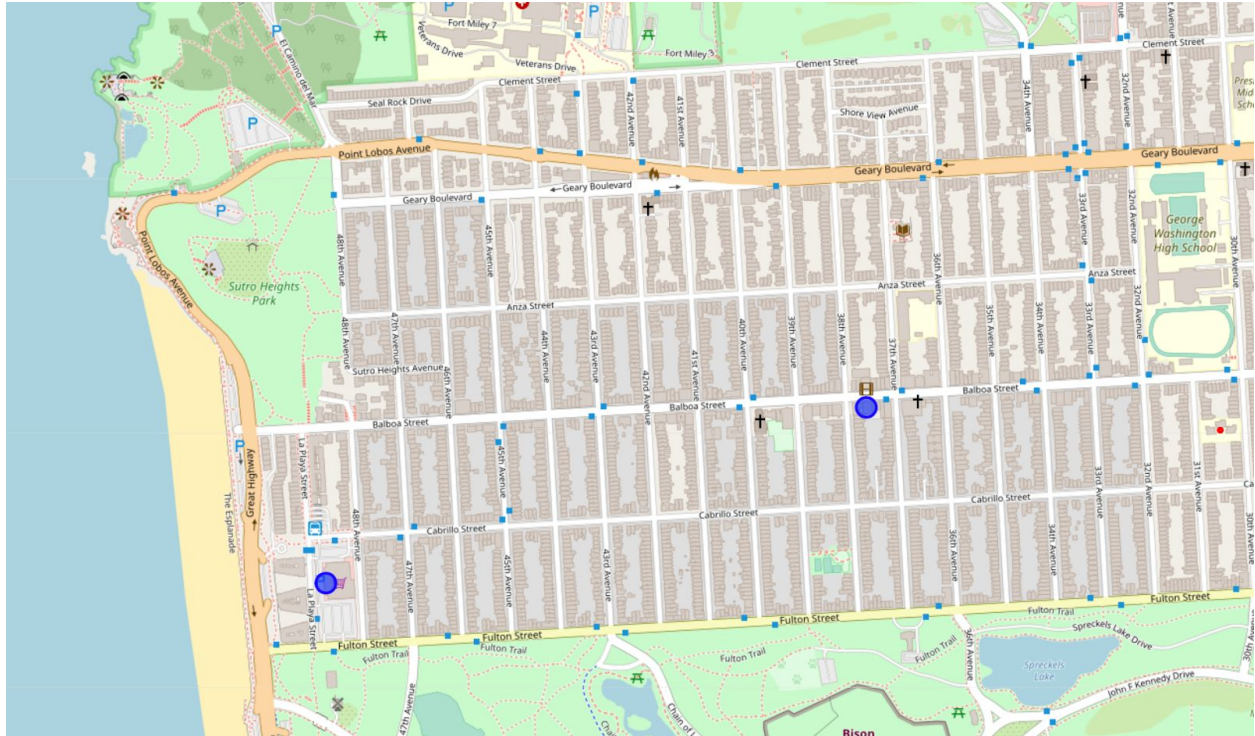 Fort Miley 7
P
P
P
Veterans Drive
Veterans Drive
Fort Miley 3
El Camino del Mar
Clement Street
Clement Street
Clement Street
Seal Rock Drive
42nd Avenue
41st Avenue
34th Avenue
32nd Avenue
Shore View Avenue
P
Point Lobos Avenue
Geary Boulevard
Geary Boulevard
Geary Boulevard
Geary Boulevard
P
Point Lobos Avenue
Sutro Heights
Park
48th Avenue
45th Avenue
36th Avenue
33rd Avenue
32nd Avenue
George
Washington
High School
30th Avenue
Anza Street
Anza Street
Anza Street
48th Avenue
47th Avenue
46th Avenue
44th Avenue
43rd Avenue
42nd Avenue
41st Avenue
40th Avenue
39th Avenue
38th Avenue
37th Avenue
35th Avenue
34th Avenue
33rd Avenue
32nd Avenue
Sutro Heights Avenue
Balboa Street
Balboa Street
Balboa Street
P
La Playa Street
Great Highway
The Esplanade
45th Avenue
33rd Avenue
32nd Avenue
31st Avenue
Cabrillo Street
Cabrillo Street
Cabrillo Street
48th Avenue
47th Avenue
45th Avenue
43rd Avenue
36th Avenue
34th Avenue
30th Avenue
La Playa Street
Fulton Street
Fulton Street
Fulton Street
Fulton Street
Fulton Trail
Fulton Trail
Fulton Trail
Fulton Trail
Fulton Trail
36th Avenue
Spreckels Lake Drive
Spreckels
Lake
John F Kennedy Drive
30th Avenue
47th Avenue
Bison